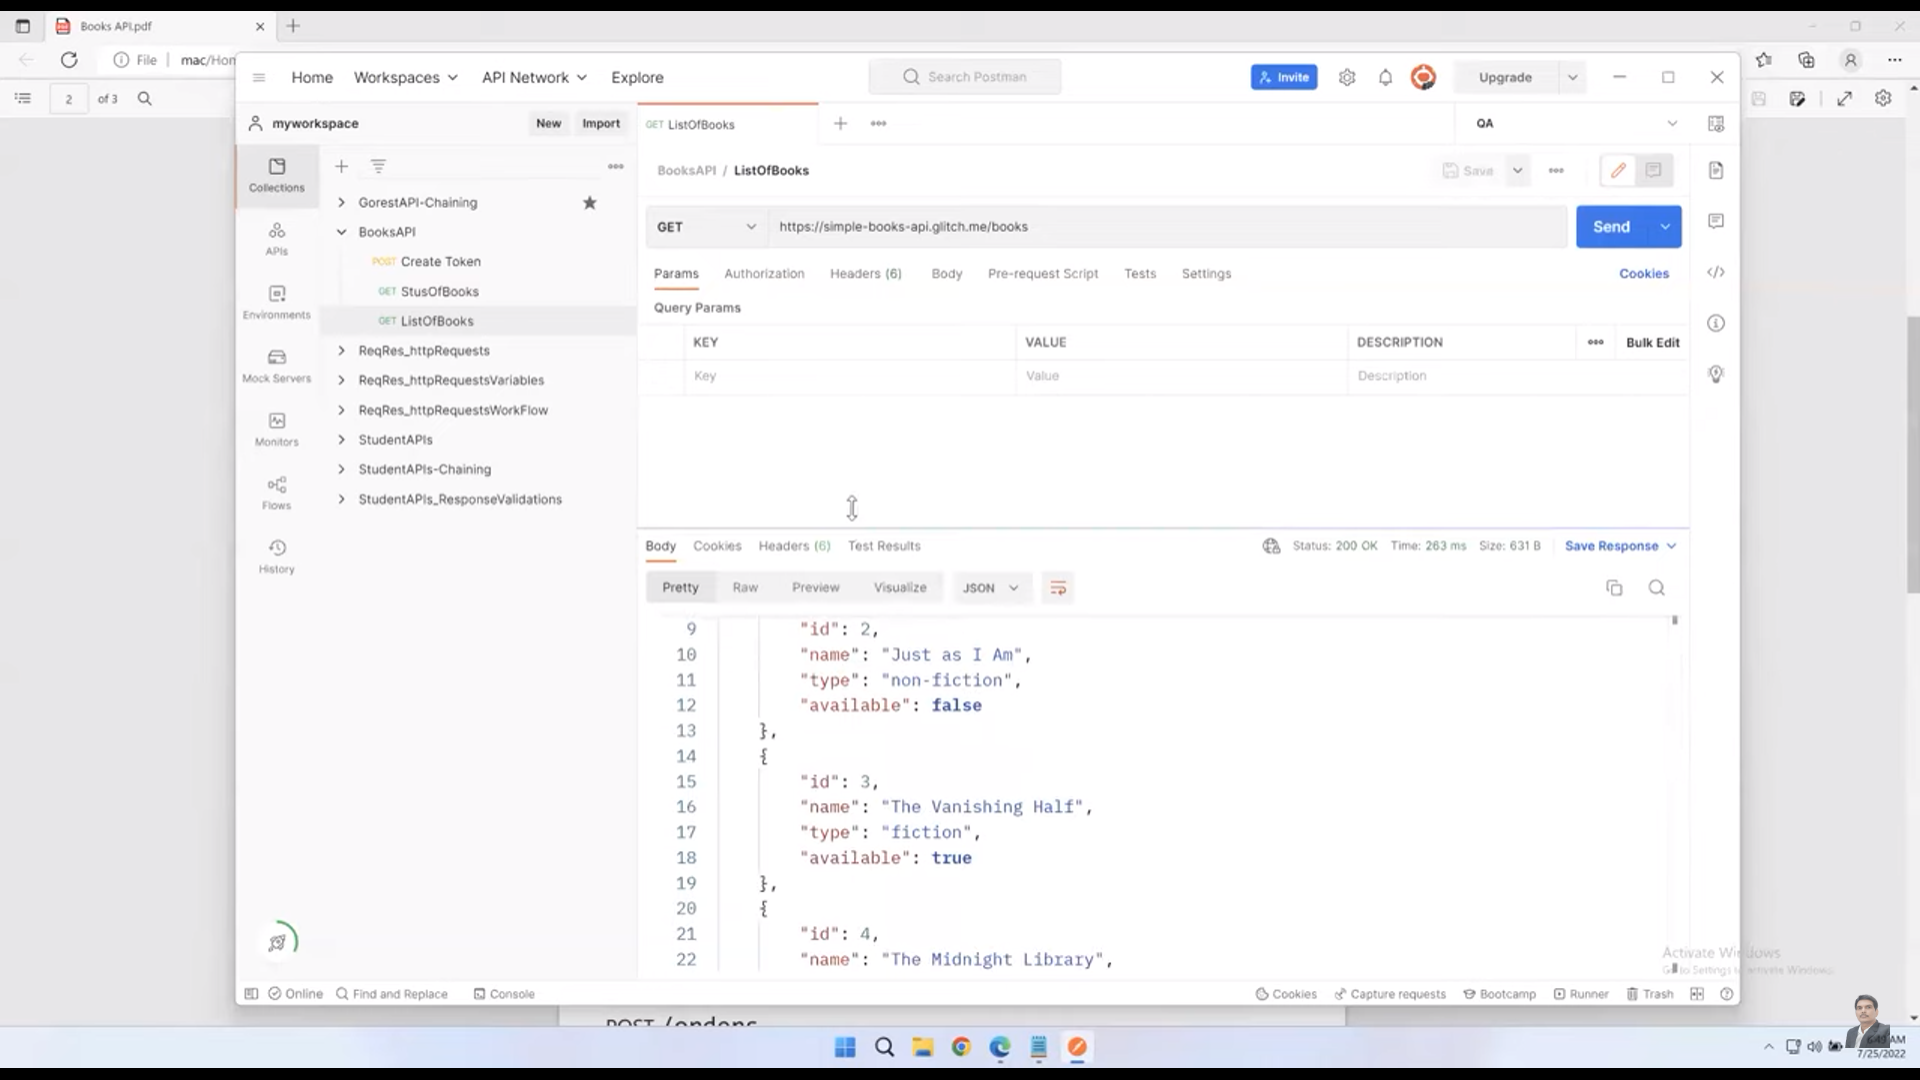 Books API.pdf
File mac/Hon
2 of 3
Home Workspaces API Network Explore
Search Postman
Invite
Upgrade
myworkspace
New Import
GET ListOfBooks
QA
Collections
APIs
Environments
Mock Servers
Monitors
Flows
History
GorestAPI-Chaining
BooksAPI
POST Create Token
GET StusOfBooks
GET ListOfBooks
ReqRes_httpRequests
ReqRes_httpRequestsVariables
ReqRes_httpRequestsWorkFlow
StudentAPIs
StudentAPIs-Chaining
StudentAPIs_ResponseValidations
BooksAPI / ListOfBooks
Save
GET https://simple-books-api.glitch.me/books
Send
Params Authorization Headers (6) Body Pre-request Script Tests Settings
Cookies
Query Params
KEY VALUE DESCRIPTION Bulk Edit
Key Value Description
Body Cookies Headers (6) Test Results
Status: 200 OK Time: 263 ms Size: 631 B Save Response
Pretty Raw Preview Visualize JSON
9 "id": 2,
10 "name": "Just as I Am",
11 "type": "non-fiction",
12 "available": false
13 },
14 {
15 "id": 3,
16 "name": "The Vanishing Half",
17 "type": "fiction",
18 "available": true
19 },
20 {
21 "id": 4,
22 "name": "The Midnight Library",
Activate Windows
Go to Settings to activate Windows.
Online Find and Replace Console
Cookies Capture requests Bootcamp Runner Trash
POST /orders
AM
7/25/2022